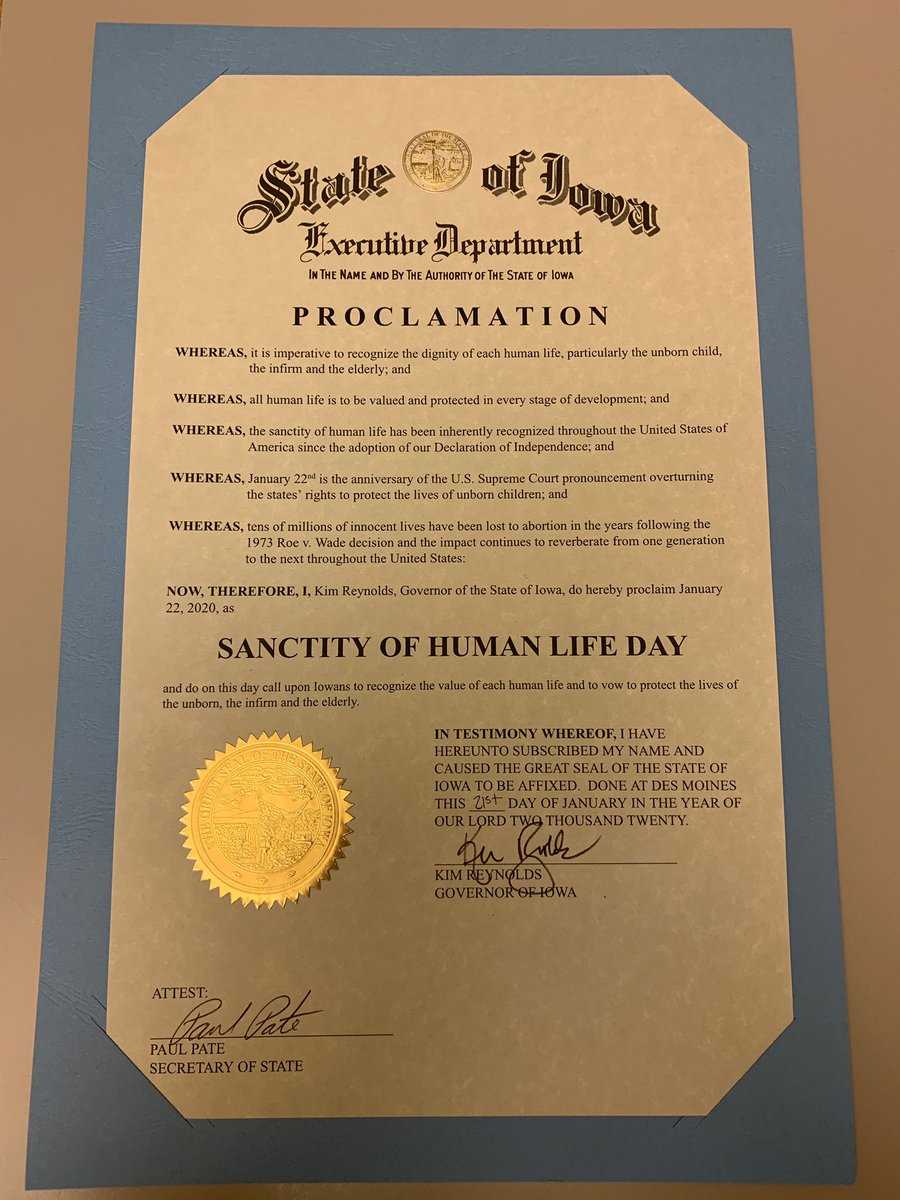 State of Iowa
Executive Department
IN THE NAME AND BY THE AUTHORITY OF THE STATE OF IOWA
PROCLAMATION
WHEREAS, it is imperative to recognize the dignity of each human life, particularly the unborn child,
the infirm and the elderly; and
WHEREAS, all human life is to be valued and protected in every stage of development; and
WHEREAS, the sanctity of human life has been inherently recognized throughout the United States of
America since the adoption of our Declaration of Independence; and
WHEREAS, January 22nd is the anniversary of the U.S. Supreme Court pronouncement overturning
the states' rights to protect the lives of unborn children; and
WHEREAS, tens of millions of innocent lives have been lost to abortion in the years following the
1973 Roe v. Wade decision and the impact continues to reverberate from one generation
to the next throughout the United States:
NOW, THEREFORE, I, Kim Reynolds, Governor of the State of Iowa, do hereby proclaim January
22, 2020, as
SANCTITY OF HUMAN LIFE DAY
and do on this day call upon Iowans to recognize the value of each human life and to vow to protect the lives of
the unborn, the infirm and the elderly.
THE GREAT SEAL OF THE STATE OF IOWA
IN TESTIMONY WHEREOF, I HAVE
HEREUNTO SUBSCRIBED MY NAME AND
CAUSED THE GREAT SEAL OF THE STATE OF
IOWA TO BE AFFIXED. DONE AT DES MOINES
THIS 21st DAY OF JANUARY IN THE YEAR OF
OUR LORD TWO THOUSAND TWENTY.
KIM REYNOLDS
GOVERNOR OF IOWA
ATTEST:
Paul Pate
PAUL PATE
SECRETARY OF STATE